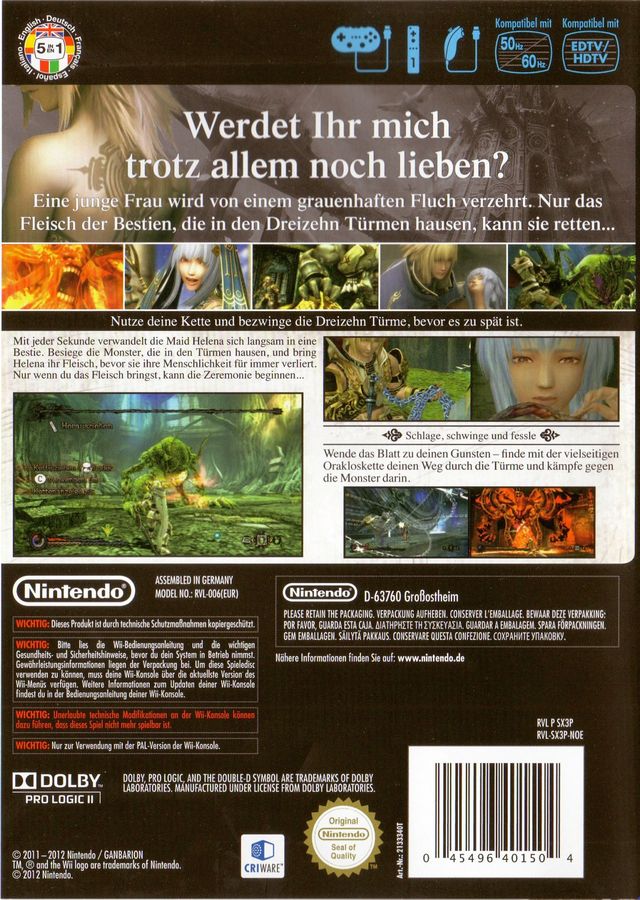 English · Deutsch · Français
Español · Italiano
5 IN EN 1
Kompatibel mit
50Hz
60Hz
Kompatibel mit
EDTV/
HDTV
1
Werdet Ihr mich
trotz allem noch lieben?
Eine junge Frau wird von einem grauenhaften Fluch verzehrt. Nur das
Fleisch der Bestien, die in den Dreizehn Türmen hausen, kann sie retten...
Nutze deine Kette und bezwinge die Dreizehn Türme, bevor es zu spät ist.
Mit jeder Sekunde verwandelt die Maid Helena sich langsam in eine
Bestie. Besiege die Monster, die in den Türmen hausen, und bring
Helena ihr Fleisch, bevor sie ihre Menschlichkeit für immer verliert.
Nur wenn du das Fleisch bringst, kann die Zeremonie beginnen...
Schlage, schwinge und fessle
Wende das Blatt zu deinen Gunsten – finde mit der vielseitigen
Orakloskette deinen Weg durch die Türme und kämpfe gegen
die Monster darin.
Nintendo
ASSEMBLED IN GERMANY
MODEL NO.: RVL-006(EUR)
WICHTIG: Dieses Produkt ist durch technische Schutzmaßnahmen kopiergeschützt.
WICHTIG: Bitte lies die Wii-Bedienungsanleitung und die wichtigen
Gesundheits- und Sicherheitshinweise, bevor du dein System in Betrieb nimmst.
Gewährleistungsinformationen liegen der Verpackung bei. Um diese Spieledisc
verwenden zu können, muss deine Wii-Konsole über die aktuellste Version des
Wii-Menüs verfügen. Weitere Informationen zum Updaten deiner Wii-Konsole
findest du in der Bedienungsanleitung deiner Wii-Konsole.
WICHTIG: Unerlaubte technische Modifikationen an der Wii-Konsole können
dazu führen, dass dieses Spiel nicht mehr spielbar ist.
WICHTIG: Nur zur Verwendung mit der PAL-Version der Wii-Konsole.
Nintendo
D-63760 Großostheim
PLEASE RETAIN THE PACKAGING. VERPACKUNG AUFHEBEN. CONSERVER L'EMBALLAGE. BEWAAR DEZE VERPAKKING.
POR FAVOR, GUARDA ESTA CAJA. ΔΙΑΤΗΡΗΣΤΕ ΤΗ ΣΥΣΚΕΥΑΣΙΑ. GUARDAR A EMBALAGEM. SPARA FÖRPACKNINGEN.
GEM EMBALLAGEN. SÄILYTÄ PAKKAUS. CONSERVARE QUESTA CONFEZIONE. СОХРАНИТЕ УПАКОВКУ.
Nähere Informationen finden Sie auf: www.nintendo.de
RVL P SX3P
RVL-SX3P-NOE
DOLBY
PRO LOGIC II
DOLBY, PRO LOGIC, AND THE DOUBLE-D SYMBOL ARE TRADEMARKS OF DOLBY
LABORATORIES. MANUFACTURED UNDER LICENSE FROM DOLBY LABORATORIES.
© 2011 – 2012 Nintendo / GANBARION
TM, ® and the Wii logo are trademarks of Nintendo.
© 2012 Nintendo.
CRIWARE™
Original
Nintendo
Seal of
Quality
Art.-Nr.: 2133340T
0 45496 40150 4